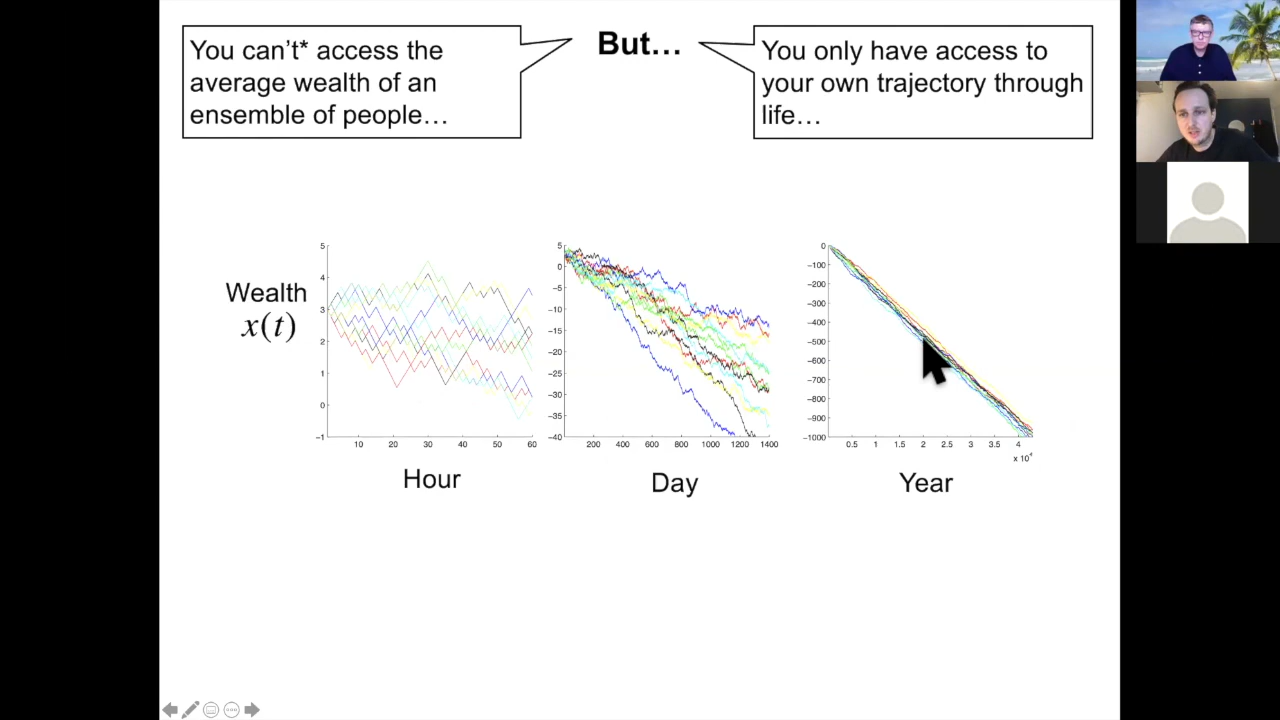 You can't* access the
average wealth of an
ensemble of people…
But…
You only have access to
your own trajectory through
life…
Wealth
x(t)
5
4
3
2
1
0
−1
10 20 30 40 50 60
Hour
5
0
−5
−10
−15
−20
−25
−30
−35
−40
200 400 600 800 1000 1200 1400
Day
0
−100
−200
−300
−400
−500
−600
−700
−800
−900
−1000
0.5 1 1.5 2 2.5 3 3.5 4
x 10⁴
Year